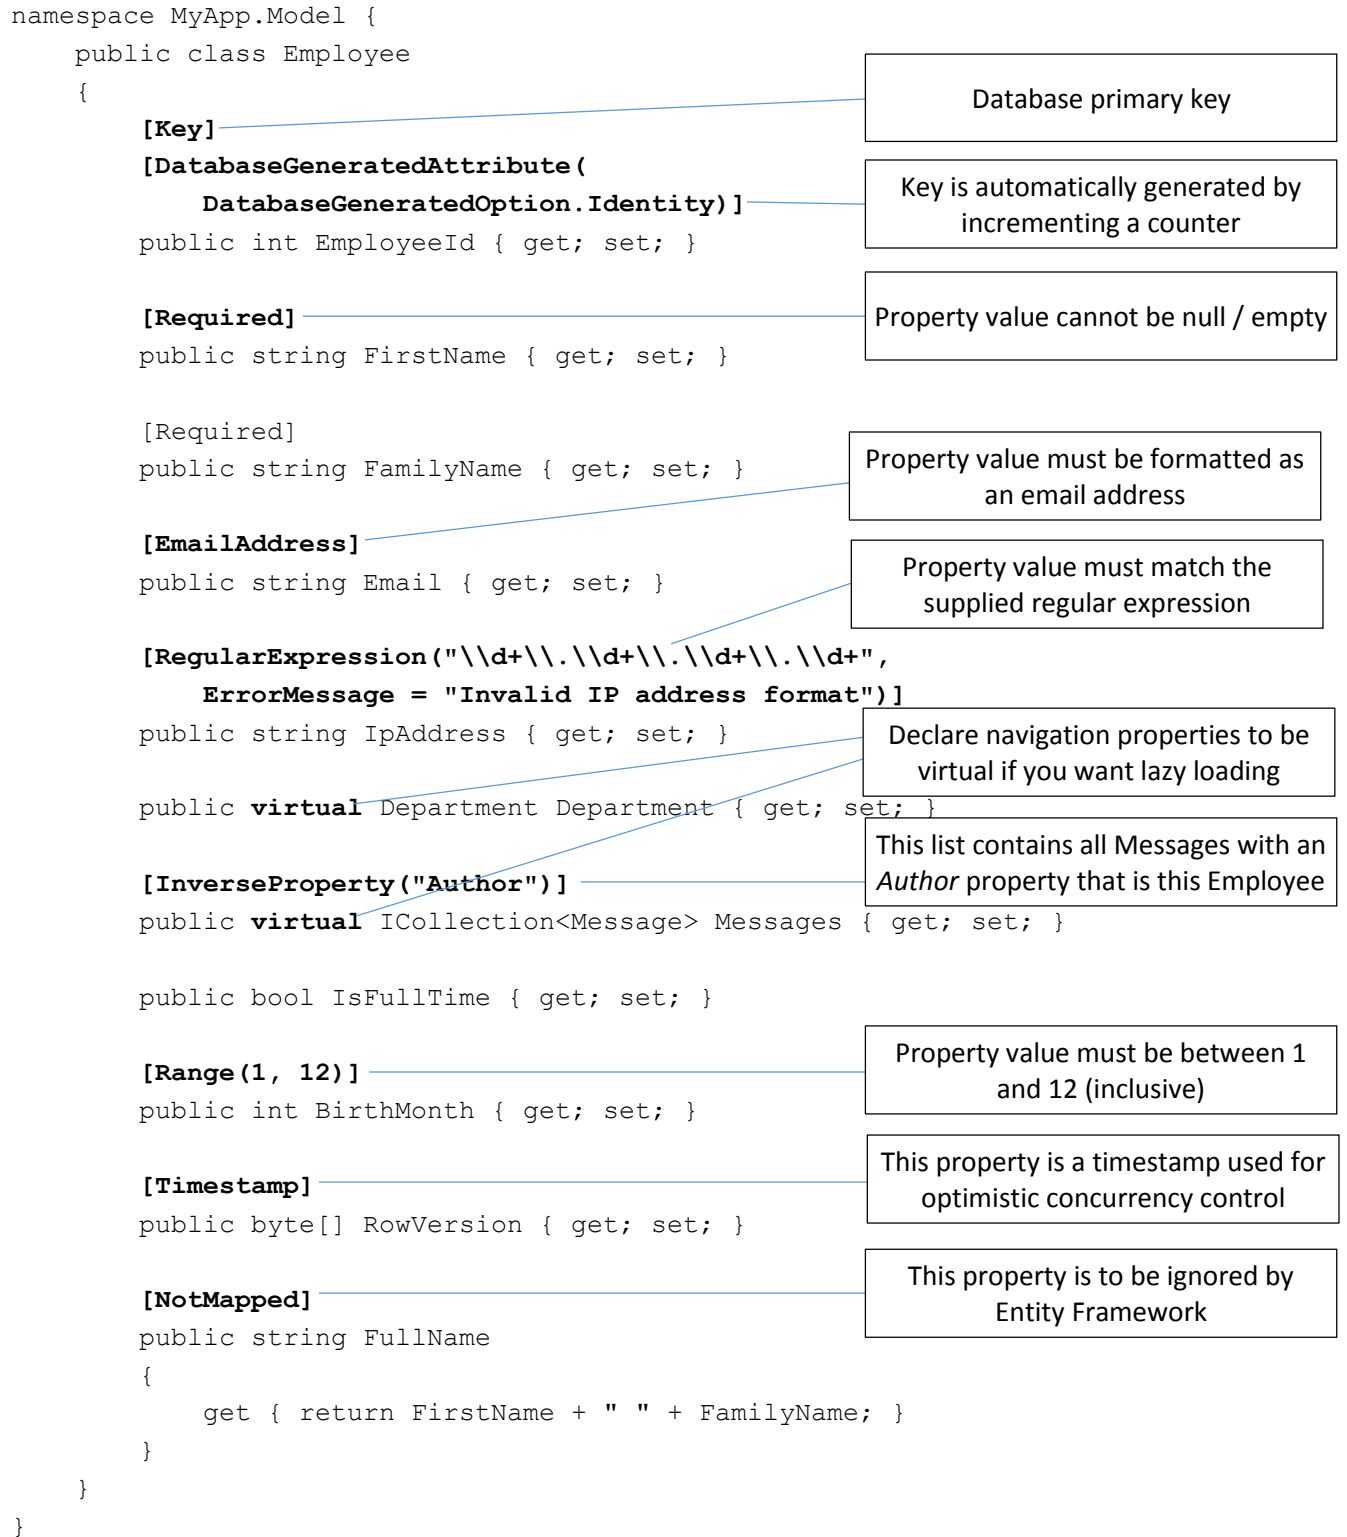 namespace MyApp.Model {
public class Employee
{
Database primary key
[Key]
[DatabaseGeneratedAttribute(
DatabaseGeneratedOption.Identity)]
Key is automatically generated by
incrementing a counter
public int EmployeeId { get; set; }
[Required]
Property value cannot be null / empty
public string FirstName { get; set; }
[Required]
public string FamilyName { get; set; }
Property value must be formatted as
an email address
[EmailAddress]
public string Email { get; set; }
Property value must match the
supplied regular expression
[RegularExpression("\\d+\\.\\d+\\.\\d+\\.\\d+",
ErrorMessage = "Invalid IP address format")]
public string IpAddress { get; set; }
Declare navigation properties to be
virtual if you want lazy loading
public virtual Department Department { get; set; }
This list contains all Messages with an
Author property that is this Employee
[InverseProperty("Author")]
public virtual ICollection<Message> Messages { get; set; }
public bool IsFullTime { get; set; }
Property value must be between 1
and 12 (inclusive)
[Range(1, 12)]
public int BirthMonth { get; set; }
This property is a timestamp used for
optimistic concurrency control
[Timestamp]
public byte[] RowVersion { get; set; }
This property is to be ignored by
Entity Framework
[NotMapped]
public string FullName
{
get { return FirstName + " " + FamilyName; }
}
}
}